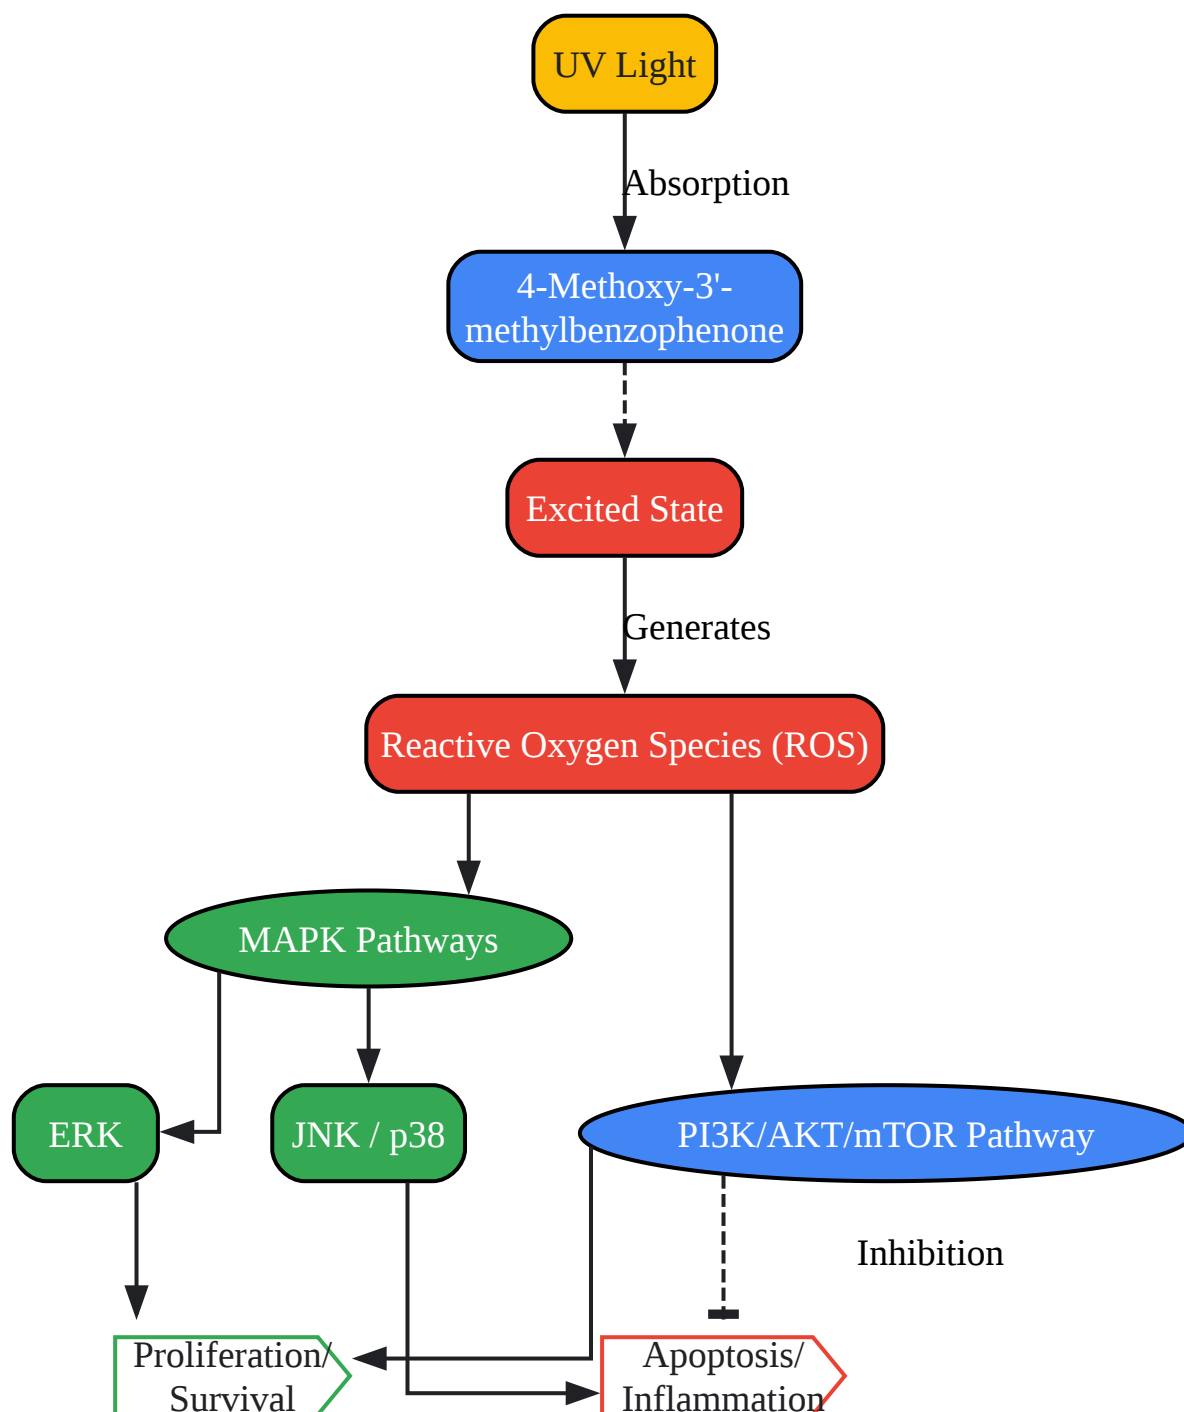 UV Light
Absorption
4-Methoxy-3'-
methylbenzophenone
Excited State
Generates
Reactive Oxygen Species (ROS)
MAPK Pathways
ERK
JNK / p38
PI3K/AKT/mTOR Pathway
Inhibition
Proliferation/
Survival
Apoptosis/
Inflammation